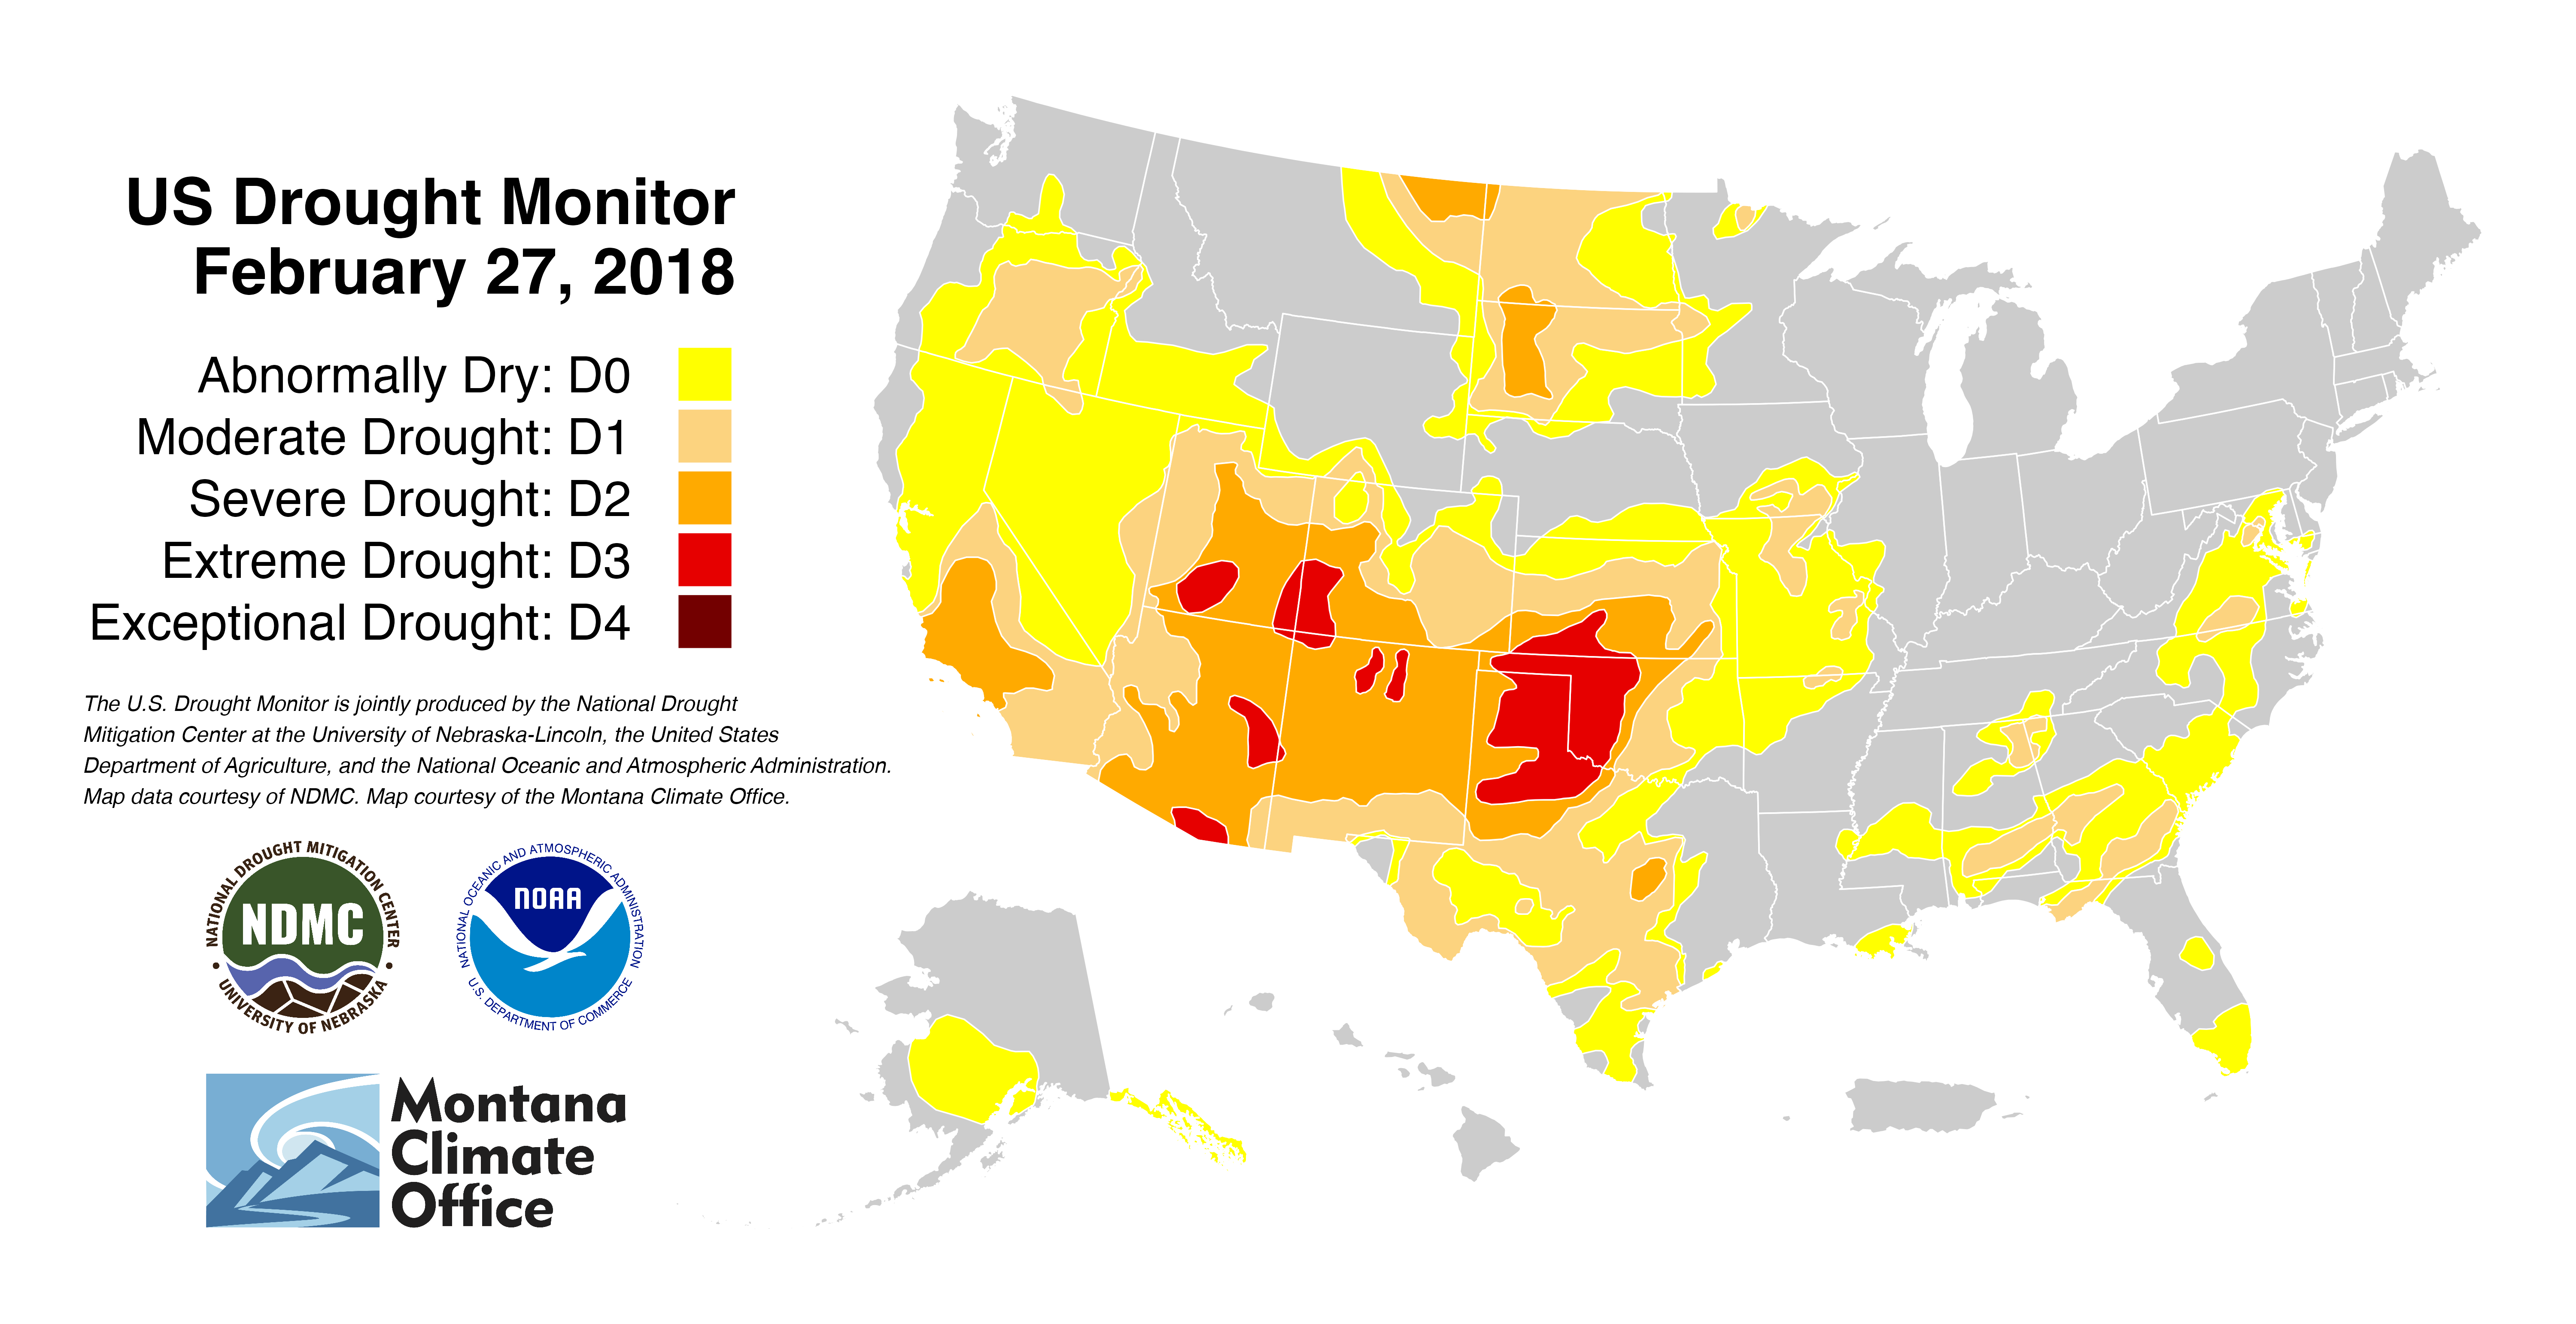 US Drought Monitor
February 27, 2018
Abnormally Dry: D0
Moderate Drought: D1
Severe Drought: D2
Extreme Drought: D3
Exceptional Drought: D4
The U.S. Drought Monitor is jointly produced by the National Drought
Mitigation Center at the University of Nebraska-Lincoln, the United States
Department of Agriculture, and the National Oceanic and Atmospheric Administration.
Map data courtesy of NDMC. Map courtesy of the Montana Climate Office.
NATIONAL DROUGHT MITIGATION CENTER
NDMC
• UNIVERSITY OF NEBRASKA •
NATIONAL OCEANIC AND ATMOSPHERIC ADMINISTRATION
NOAA
U.S. DEPARTMENT OF COMMERCE
Montana
Climate
Office